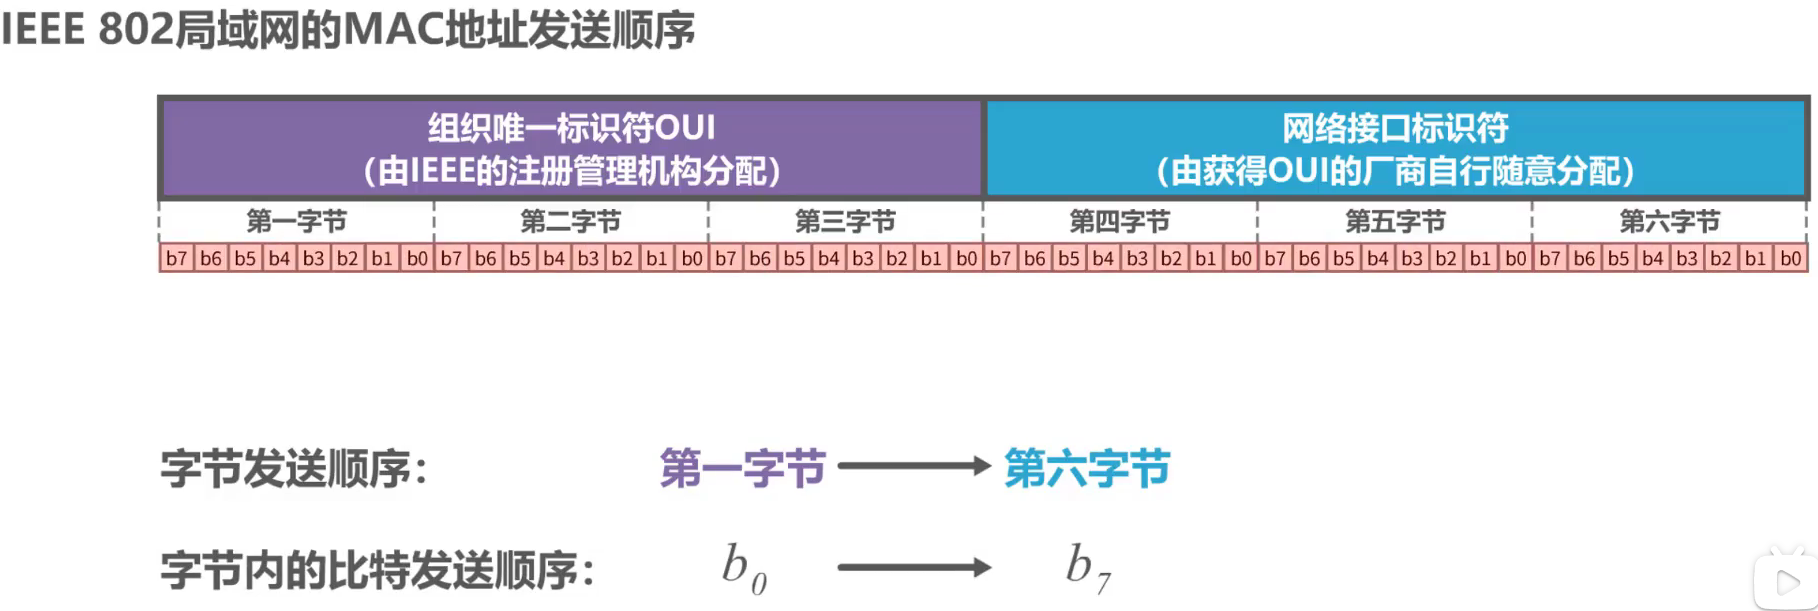 IEEE 802局域网的MAC地址发送顺序
组织唯一标识符OUI
（由IEEE的注册管理机构分配）
网络接口标识符
（由获得OUI的厂商自行随意分配）
第一字节 第二字节 第三字节 第四字节 第五字节 第六字节
b7 b6 b5 b4 b3 b2 b1 b0 b7 b6 b5 b4 b3 b2 b1 b0 b7 b6 b5 b4 b3 b2 b1 b0 b7 b6 b5 b4 b3 b2 b1 b0 b7 b6 b5 b4 b3 b2 b1 b0 b7 b6 b5 b4 b3 b2 b1 b0
字节发送顺序： 第一字节 第六字节
字节内的比特发送顺序： b0 b7